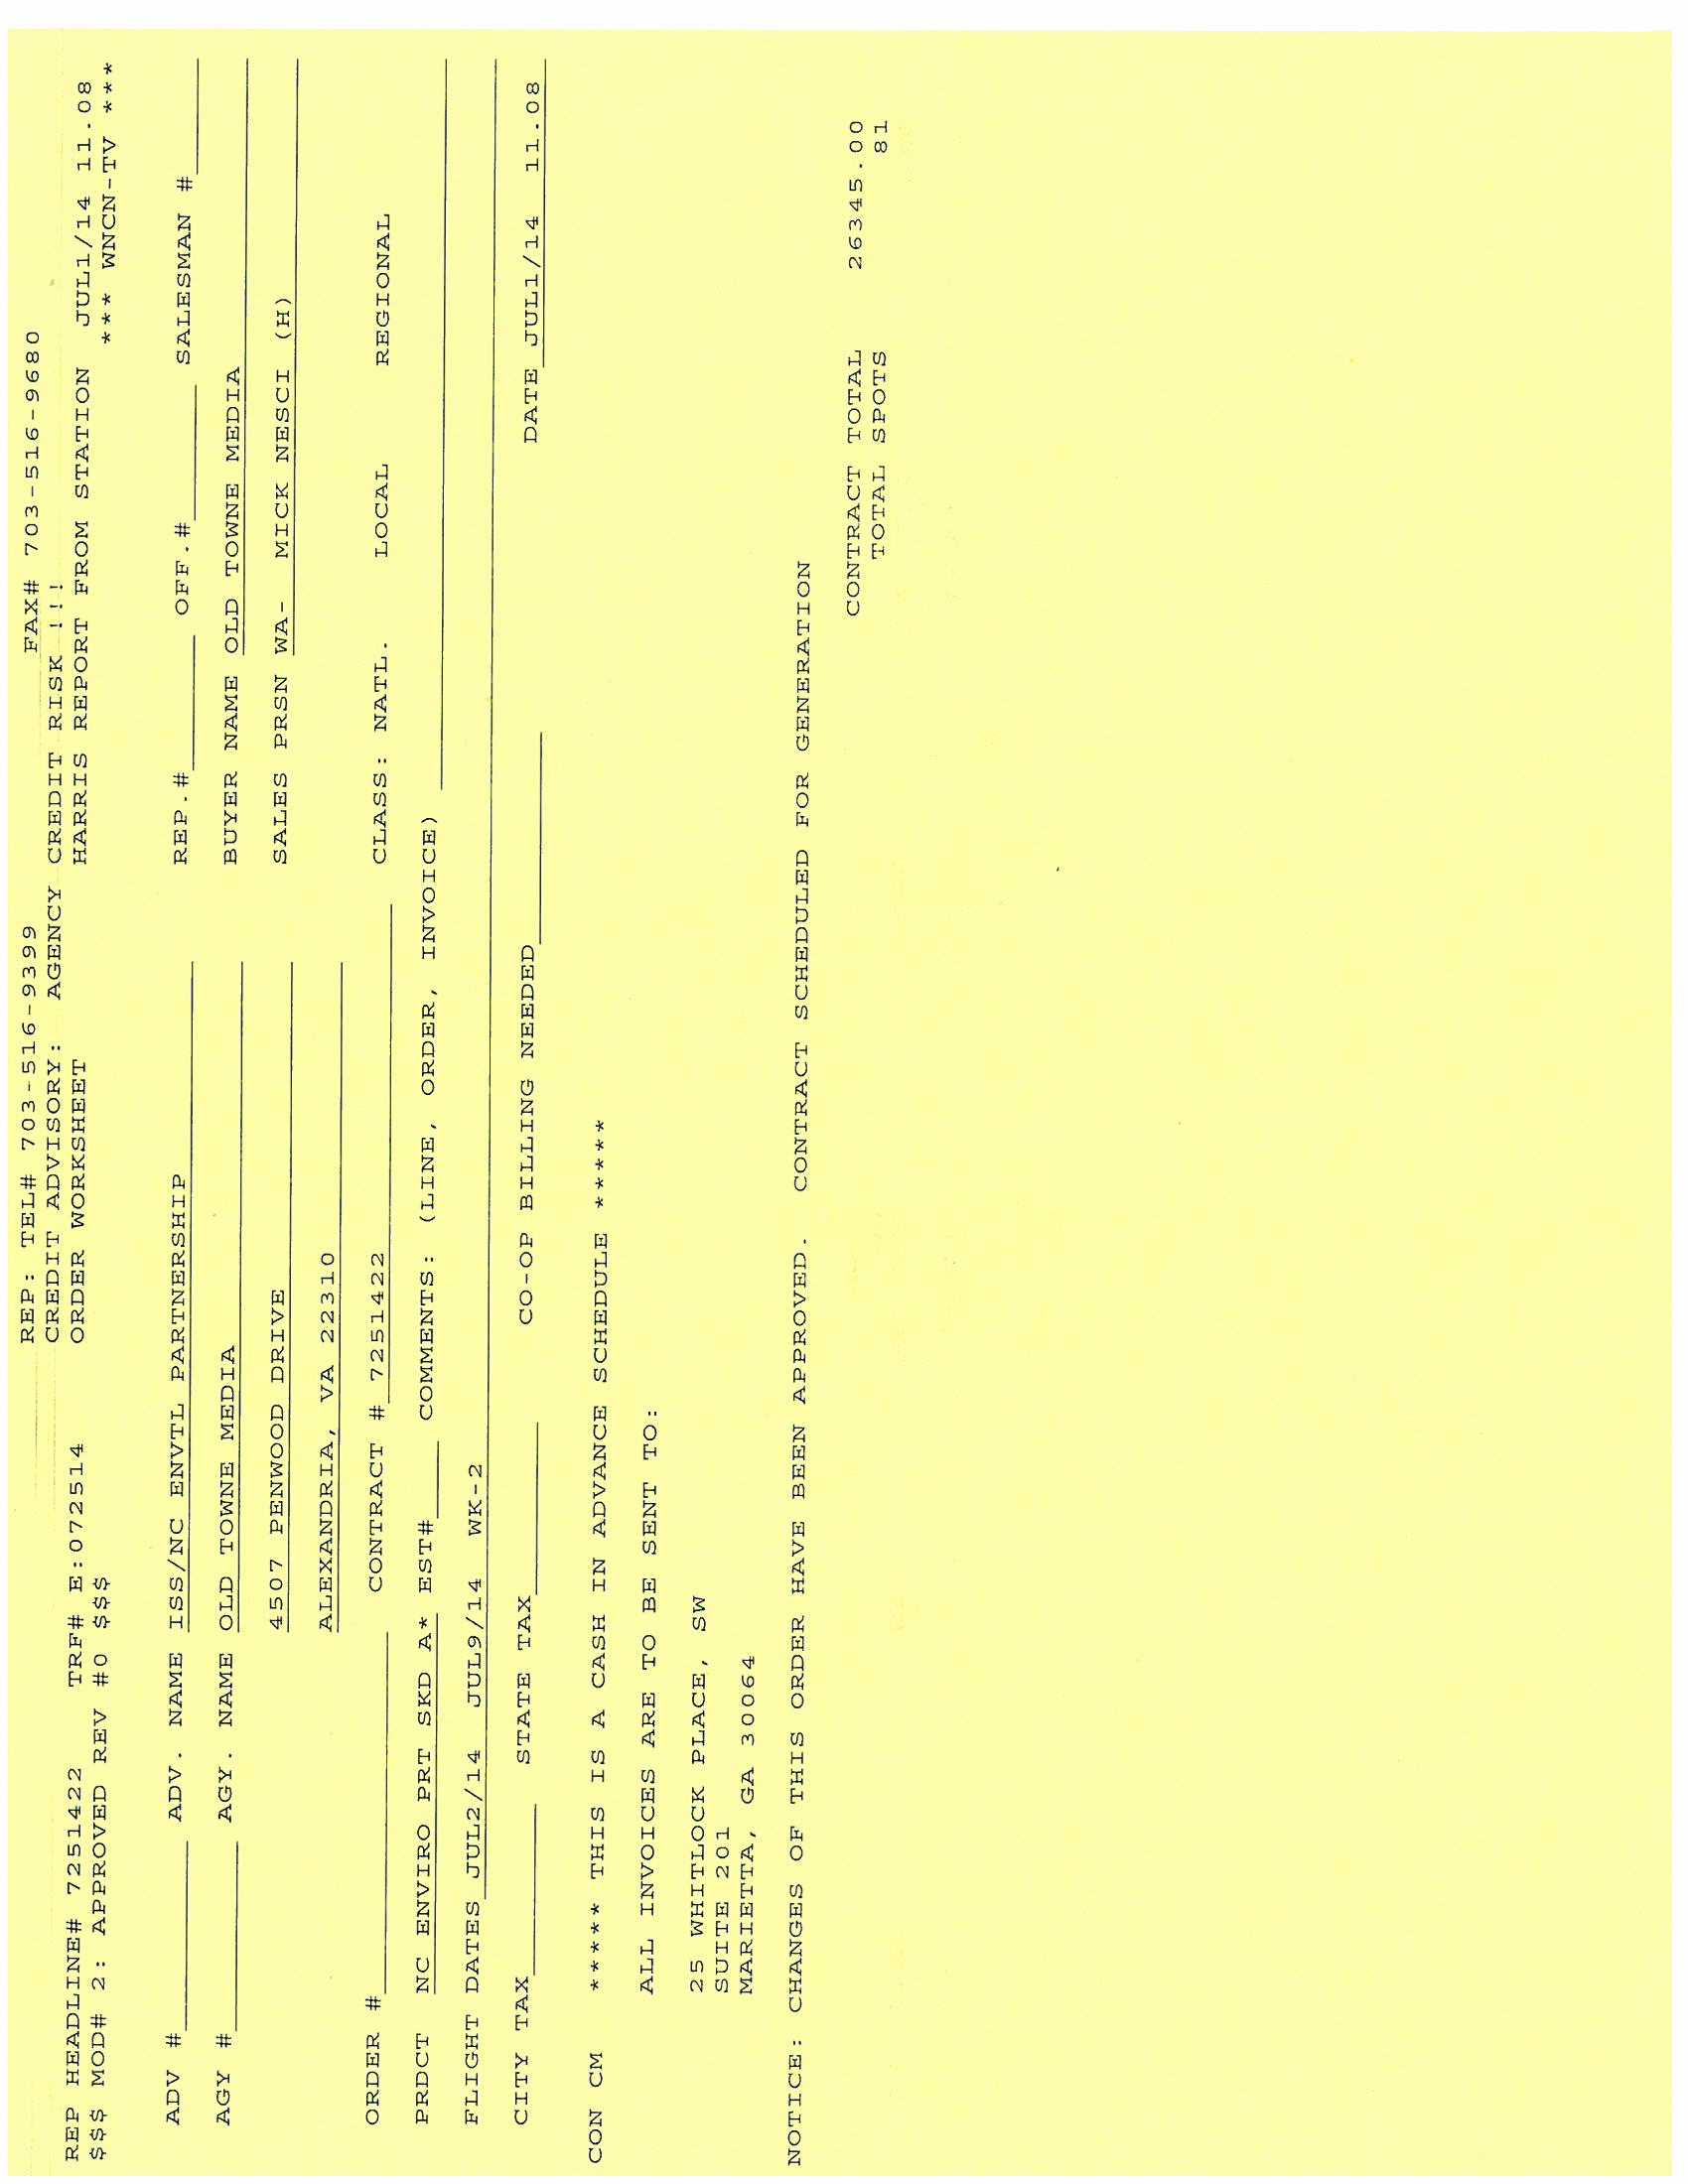 REP: TEL# 703-516-9399 FAX# 703-516-9680
CREDIT ADVISORY: AGENCY CREDIT RISK !!!
REP HEADLINE# 7251422 TRF# E:072514 ORDER WORKSHEET HARRIS REPORT FROM STATION JUL1/14 11.08
$$$ MOD# 2: APPROVED REV #0 $$$ *** WNCN-TV ***
ADV # ADV. NAME ISS/NC ENVTL PARTNERSHIP REP.# OFF.# SALESMAN #
AGY # AGY. NAME OLD TOWNE MEDIA BUYER NAME OLD TOWNE MEDIA
4507 PENWOOD DRIVE SALES PRSN WA- MICK NESCI (H)
ALEXANDRIA, VA 22310
ORDER # CONTRACT # 7251422 CLASS: NATL. LOCAL REGIONAL
PRDCT NC ENVIRO PRT SKD A* EST# COMMENTS: (LINE, ORDER, INVOICE)
FLIGHT DATES JUL2/14 JUL9/14 WK-2
CITY TAX STATE TAX CO-OP BILLING NEEDED DATE JUL1/14 11.08
CON CM ***** THIS IS A CASH IN ADVANCE SCHEDULE *****
ALL INVOICES ARE TO BE SENT TO:
25 WHITLOCK PLACE, SW
SUITE 201
MARIETTA, GA 30064
NOTICE: CHANGES OF THIS ORDER HAVE BEEN APPROVED. CONTRACT SCHEDULED FOR GENERATION
CONTRACT TOTAL 26345.00
TOTAL SPOTS 81